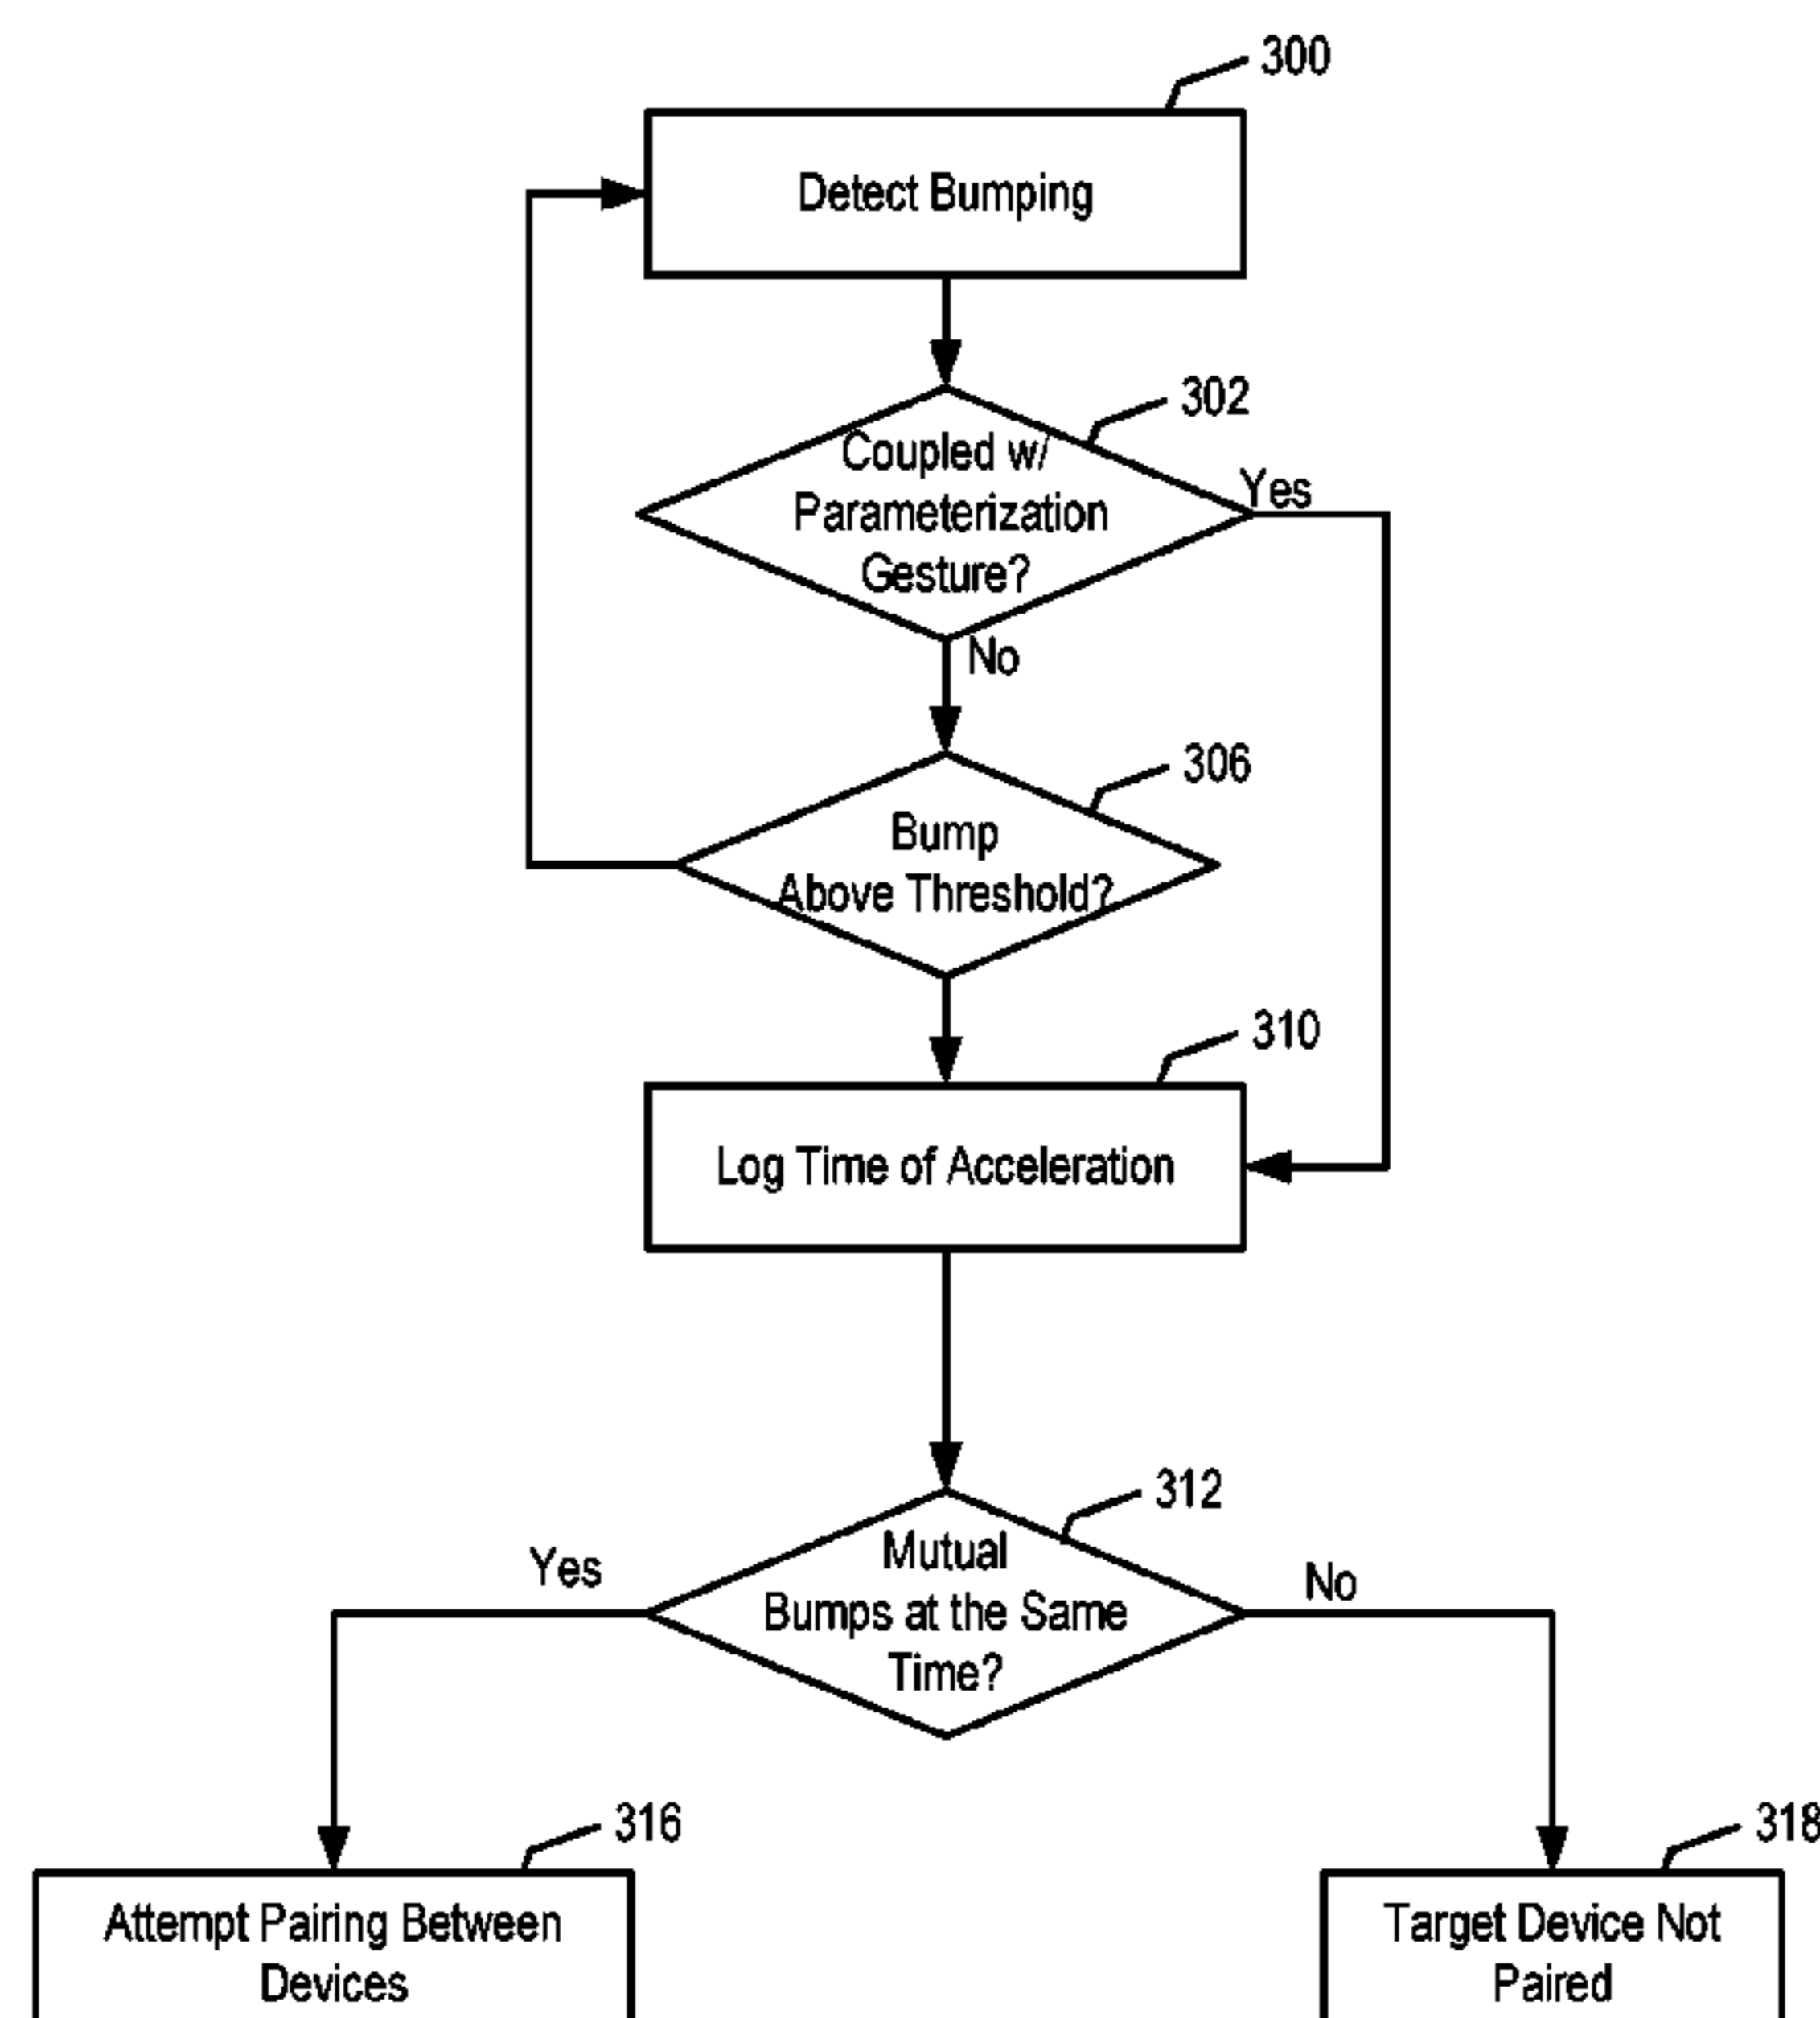 300
Detect Bumping
302
Coupled w/
Parameterization
Gesture?
Yes
No
306
Bump
Above Threshold?
310
Log Time of Acceleration
312
Mutual
Bumps at the Same
Time?
Yes
No
316
Attempt Pairing Between
Devices
318
Target Device Not
Paired